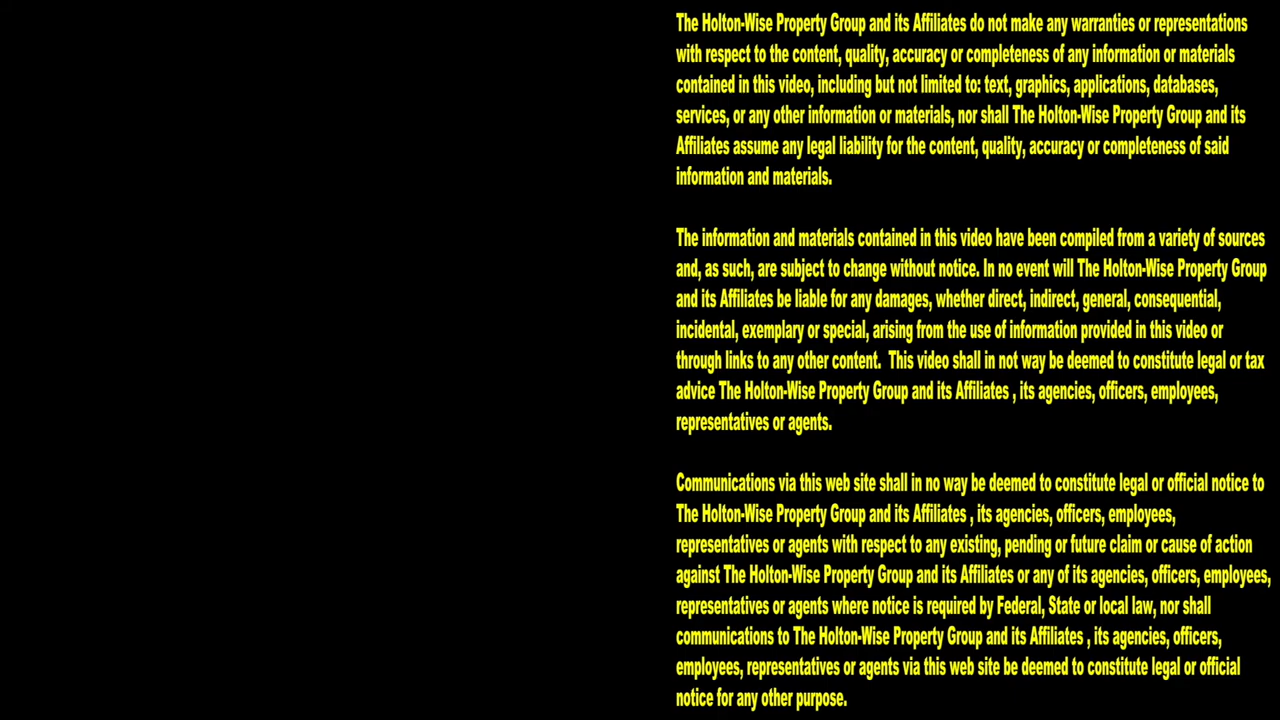 The Holton-Wise Property Group and its Affiliates do not make any warranties or representations
with respect to the content, quality, accuracy or completeness of any information or materials
contained in this video, including but not limited to: text, graphics, applications, databases,
services, or any other information or materials, nor shall The Holton-Wise Property Group and its
Affiliates assume any legal liability for the content, quality, accuracy or completeness of said
information and materials.
The information and materials contained in this video have been compiled from a variety of sources
and, as such, are subject to change without notice. In no event will The Holton-Wise Property Group
and its Affiliates be liable for any damages, whether direct, indirect, general, consequential,
incidental, exemplary or special, arising from the use of information provided in this video or
through links to any other content.  This video shall in not way be deemed to constitute legal or tax
advice The Holton-Wise Property Group and its Affiliates , its agencies, officers, employees,
representatives or agents.
Communications via this web site shall in no way be deemed to constitute legal or official notice to
The Holton-Wise Property Group and its Affiliates , its agencies, officers, employees,
representatives or agents with respect to any existing, pending or future claim or cause of action
against The Holton-Wise Property Group and its Affiliates or any of its agencies, officers, employees,
representatives or agents where notice is required by Federal, State or local law, nor shall
communications to The Holton-Wise Property Group and its Affiliates , its agencies, officers,
employees, representatives or agents via this web site be deemed to constitute legal or official
notice for any other purpose.